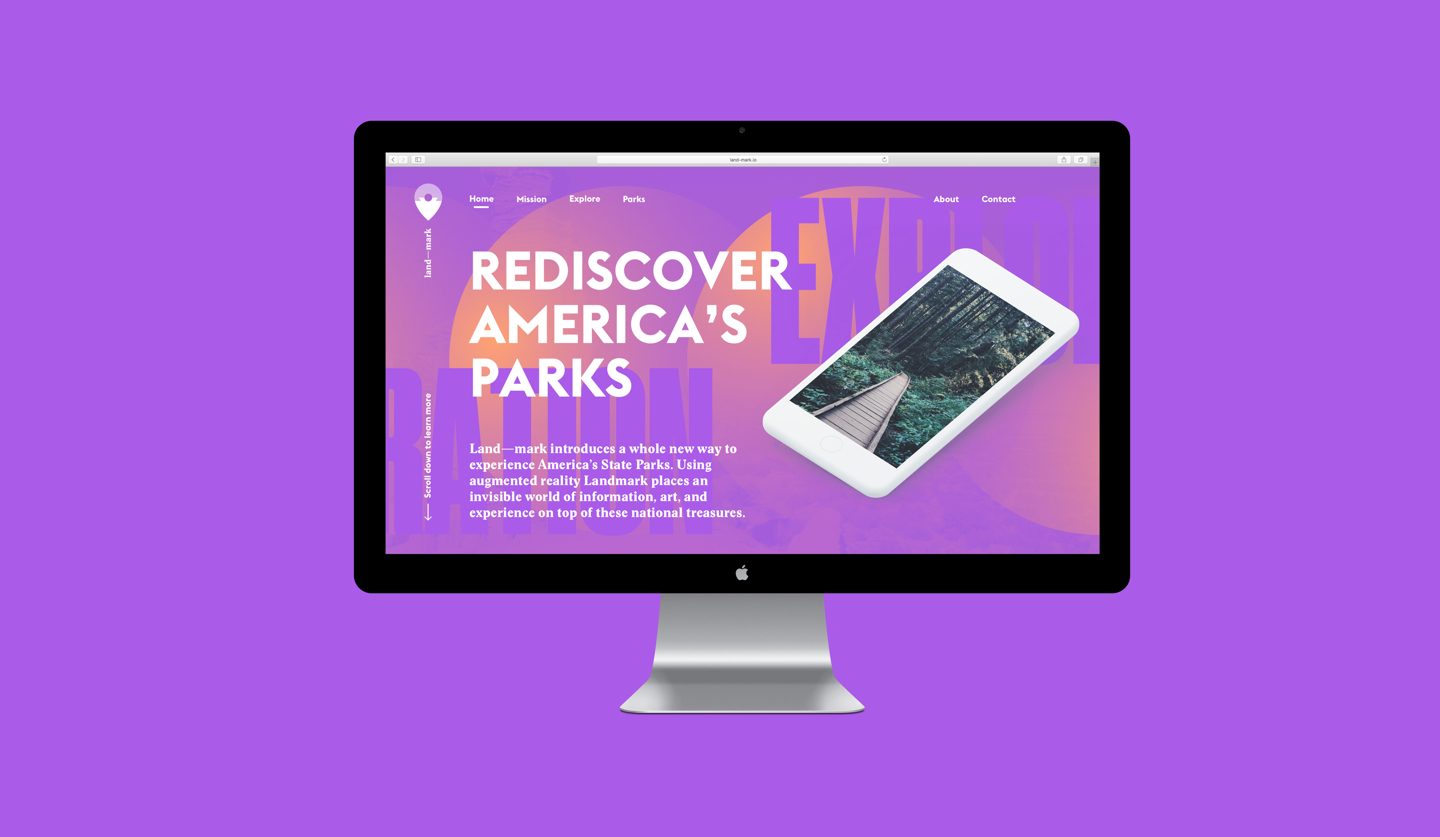 land-mark.io
Home
Mission
Explore
Parks
About
Contact
land—mark
REDISCOVER
AMERICA’S
PARKS
EXPLO
RATION
Land—mark introduces a whole new way to
experience America’s State Parks. Using
augmented reality Landmark places an
invisible world of information, art, and
experience on top of these national treasures.
Scroll down to learn more